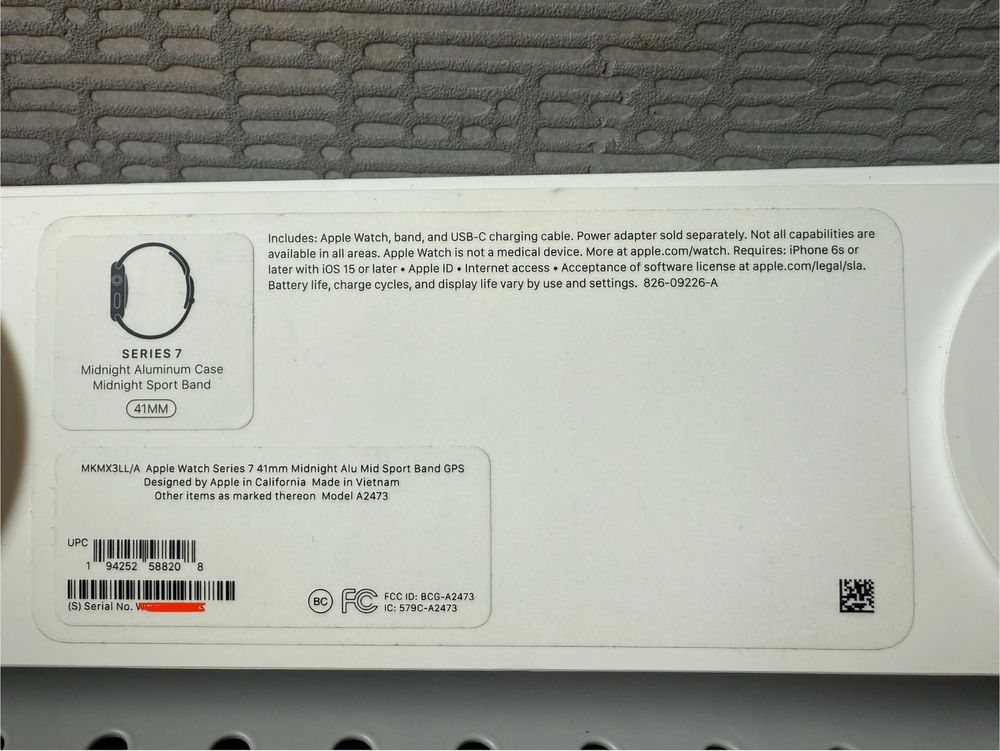 Includes: Apple Watch, band, and USB-C charging cable. Power adapter sold separately. Not all capabilities are
available in all areas. Apple Watch is not a medical device. More at apple.com/watch. Requires: iPhone 6s or
later with iOS 15 or later • Apple ID • Internet access • Acceptance of software license at apple.com/legal/sla.
Battery life, charge cycles, and display life vary by use and settings. 826-09226-A
SERIES 7
Midnight Aluminum Case
Midnight Sport Band
41MM
MKMX3LL/A Apple Watch Series 7 41mm Midnight Alu Mid Sport Band GPS
Designed by Apple in California Made in Vietnam
Other items as marked thereon Model A2473
UPC
1 94252 58820 8
(S) Serial No.
BC FC FCC ID: BCG-A2473
IC: 579C-A2473